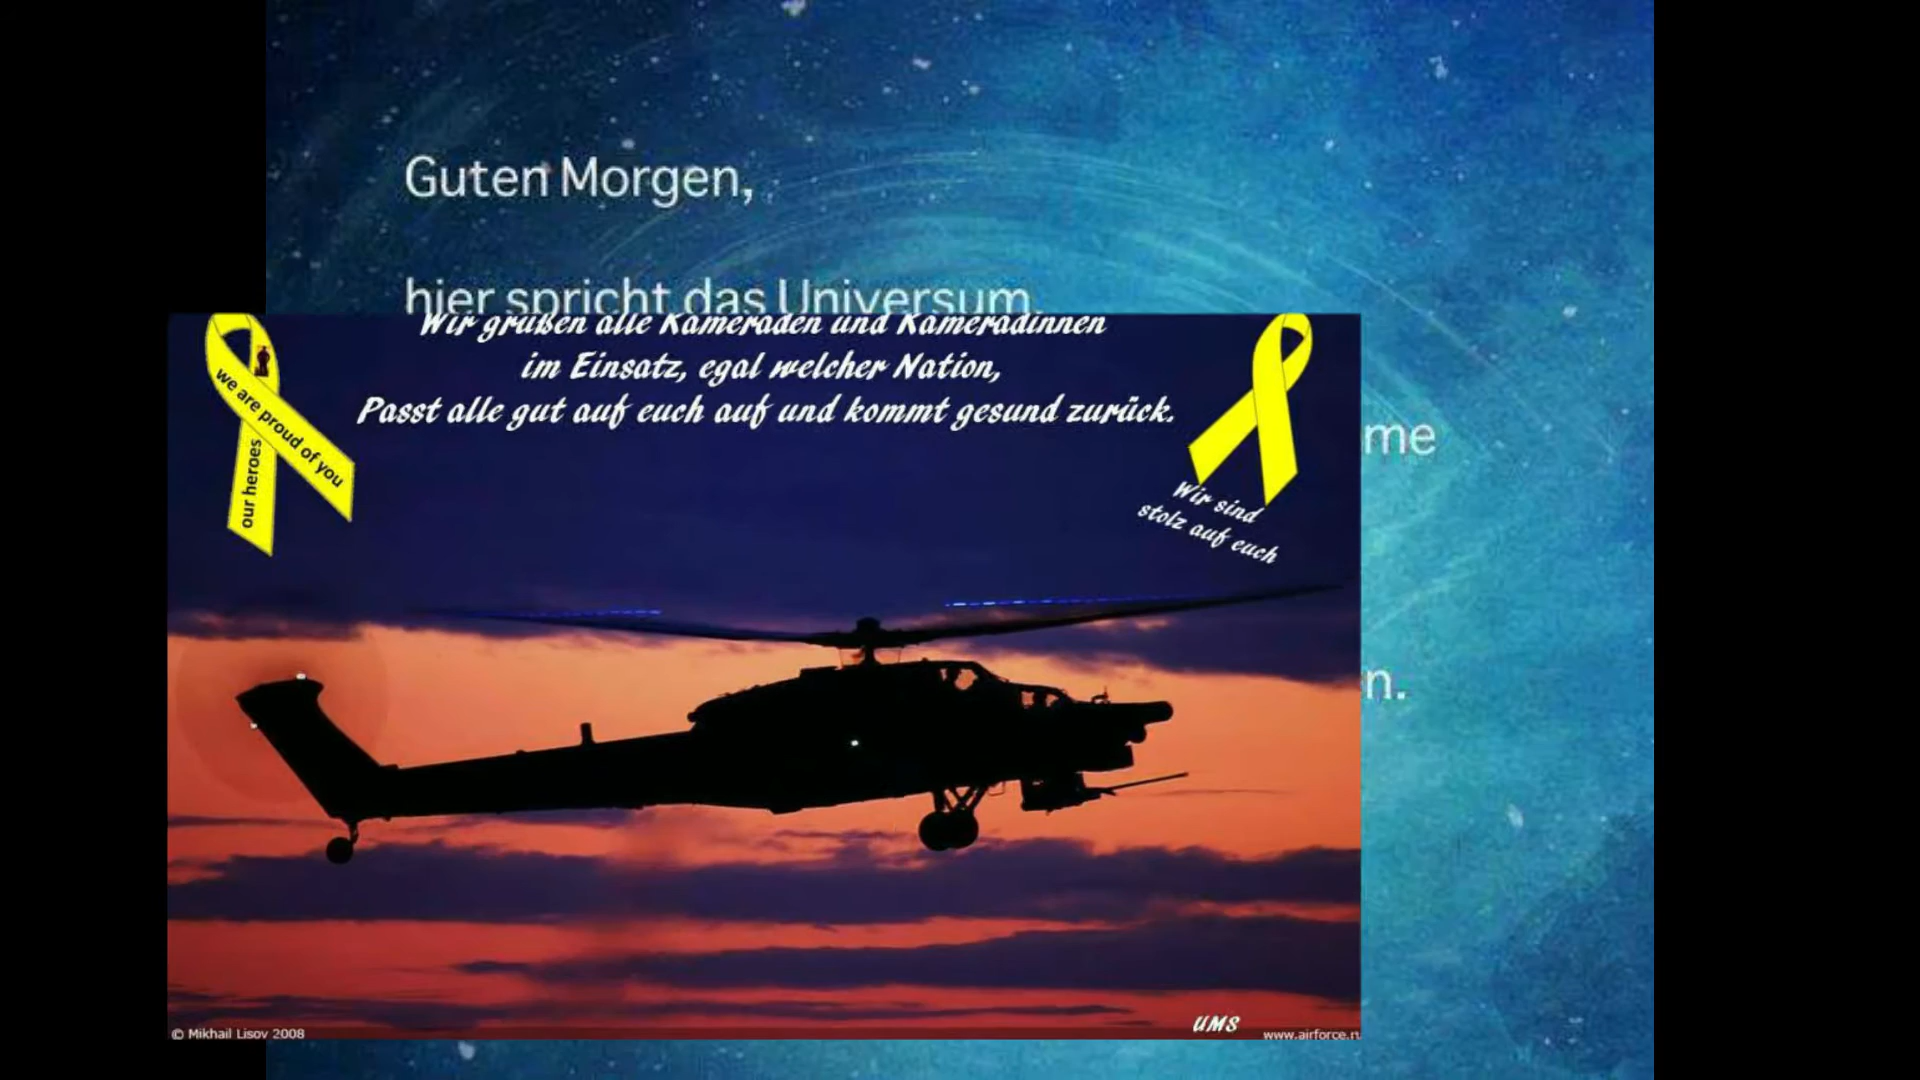 Guten Morgen,
hier spricht das Universum.
me
n.
Wir grüßen alle Kameraden und Kameradinnen
im Einsatz, egal welcher Nation,
Passt alle gut auf euch auf und kommt gesund zurück.
we are proud of you
our heroes
Wir sind
stolz auf euch
UMS
© Mikhail Lisov 2008
www.airforce.r